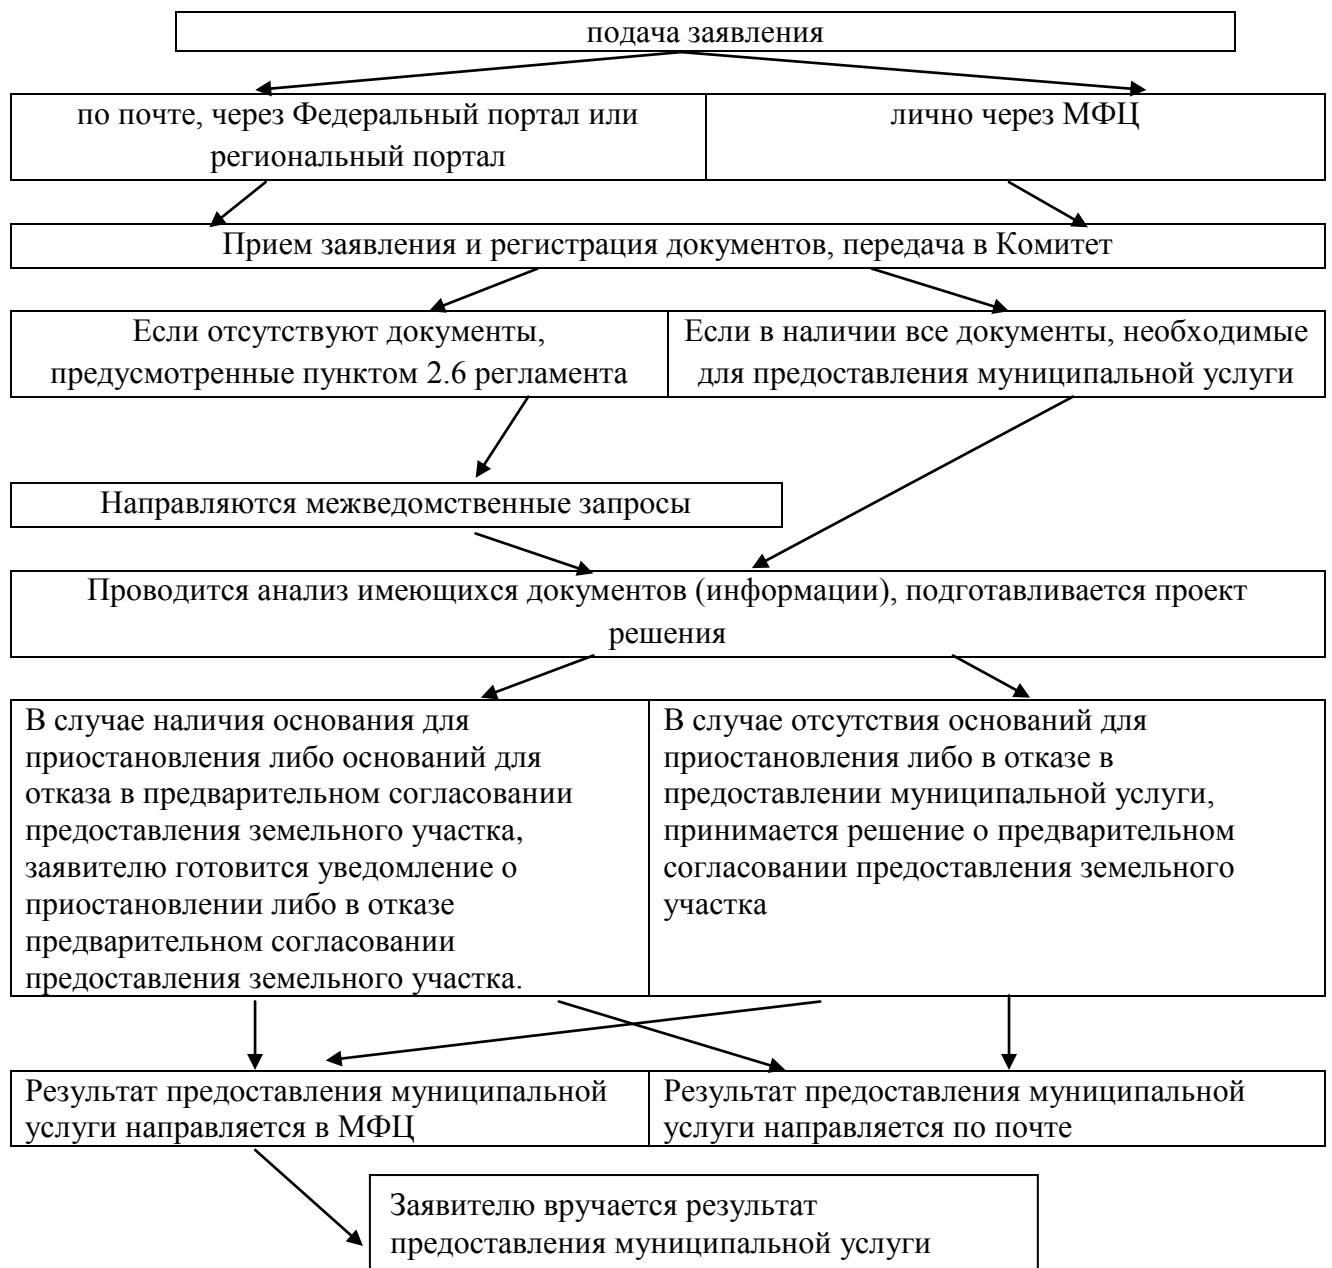 подача заявления
по почте, через Федеральный портал или
региональный портал
лично через МФЦ
Прием заявления и регистрация документов, передача в Комитет
Если отсутствуют документы,
предусмотренные пунктом 2.6 регламента
Если в наличии все документы, необходимые
для предоставления муниципальной услуги
Направляются межведомственные запросы
Проводится анализ имеющихся документов (информации), подготавливается проект
решения
В случае наличия основания для
приостановления либо оснований для
отказа в предварительном согласовании
предоставления земельного участка,
заявителю готовится уведомление о
приостановлении либо в отказе
предварительном согласовании
предоставления земельного участка.
В случае отсутствия оснований для
приостановления либо в отказе в
предоставлении муниципальной услуги,
принимается решение о предварительном
согласовании предоставления земельного
участка
Результат предоставления муниципальной
услуги направляется в МФЦ
Результат предоставления муниципальной
услуги направляется по почте
Заявителю вручается результат
предоставления муниципальной услуги